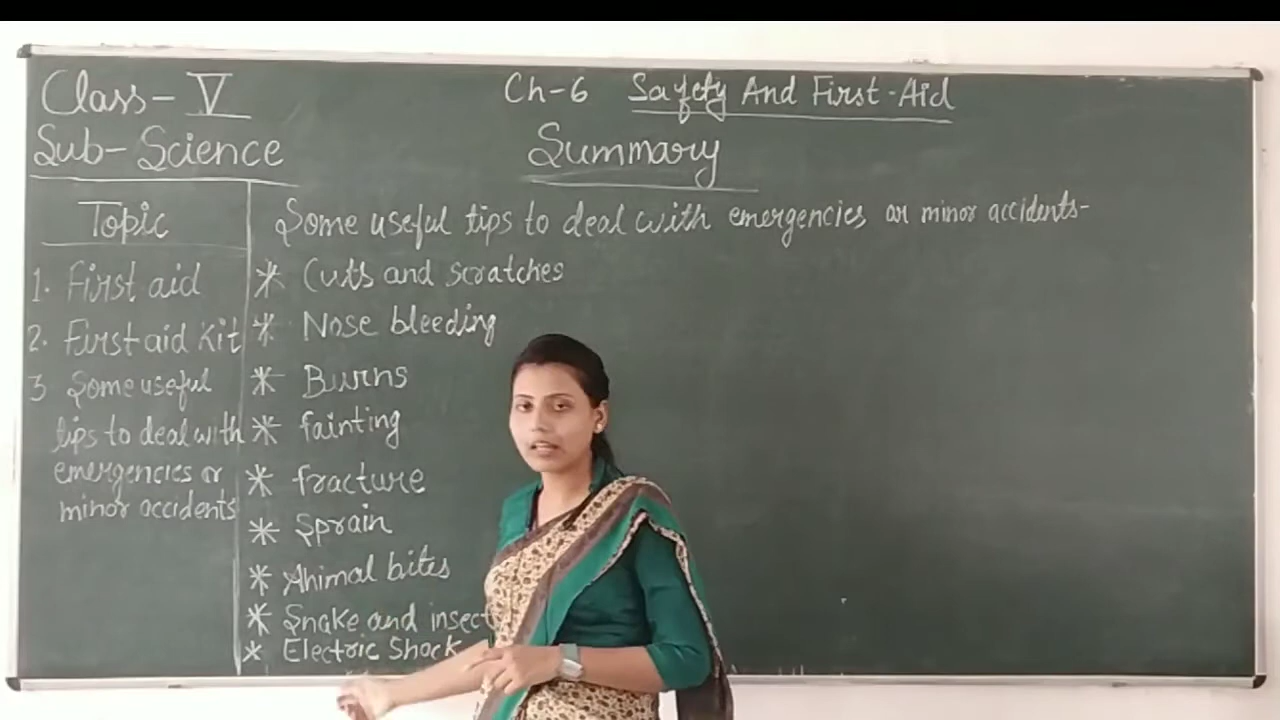 Class- V
Sub- Science
Ch-6 Safety And First-Aid
Summary
Topic
1. First aid
2. First aid Kit
3 Some useful
tips to deal with
emergencies or
minor accidents
Some useful tips to deal with emergencies or minor accidents-
* Cuts and scratches
* Nose bleeding
* Burns
* fainting
* fracture
* Sprain
* Animal bites
* Snake and insect
* Electric Shock